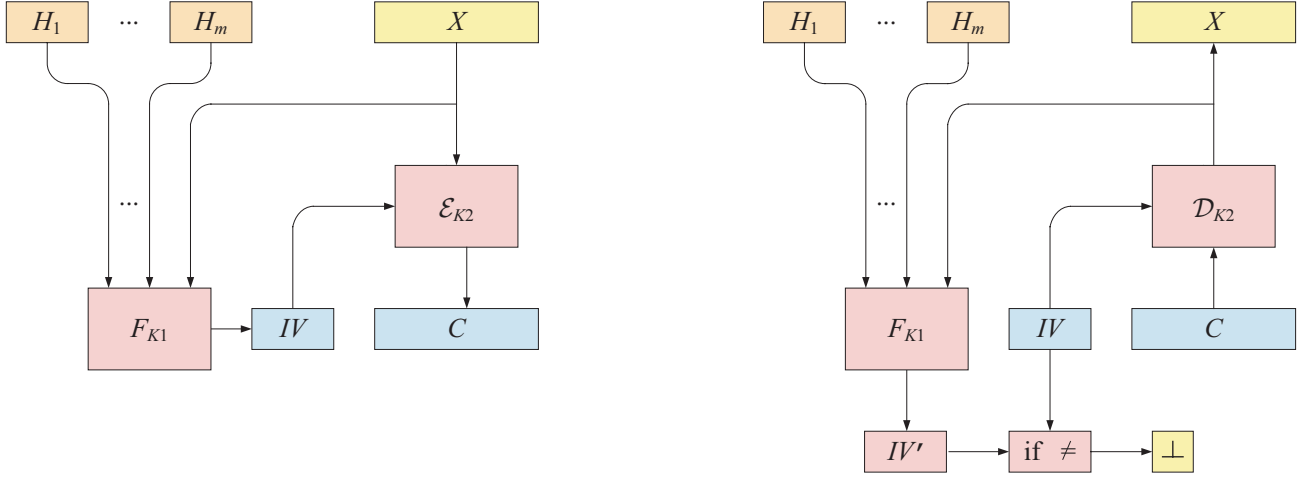 H₁ ... Hₘ X
...
ℰ_K2
F_K1 IV C
H₁ ... Hₘ X
...
𝒟_K2
F_K1 IV C
IV′ if ≠ ⊥